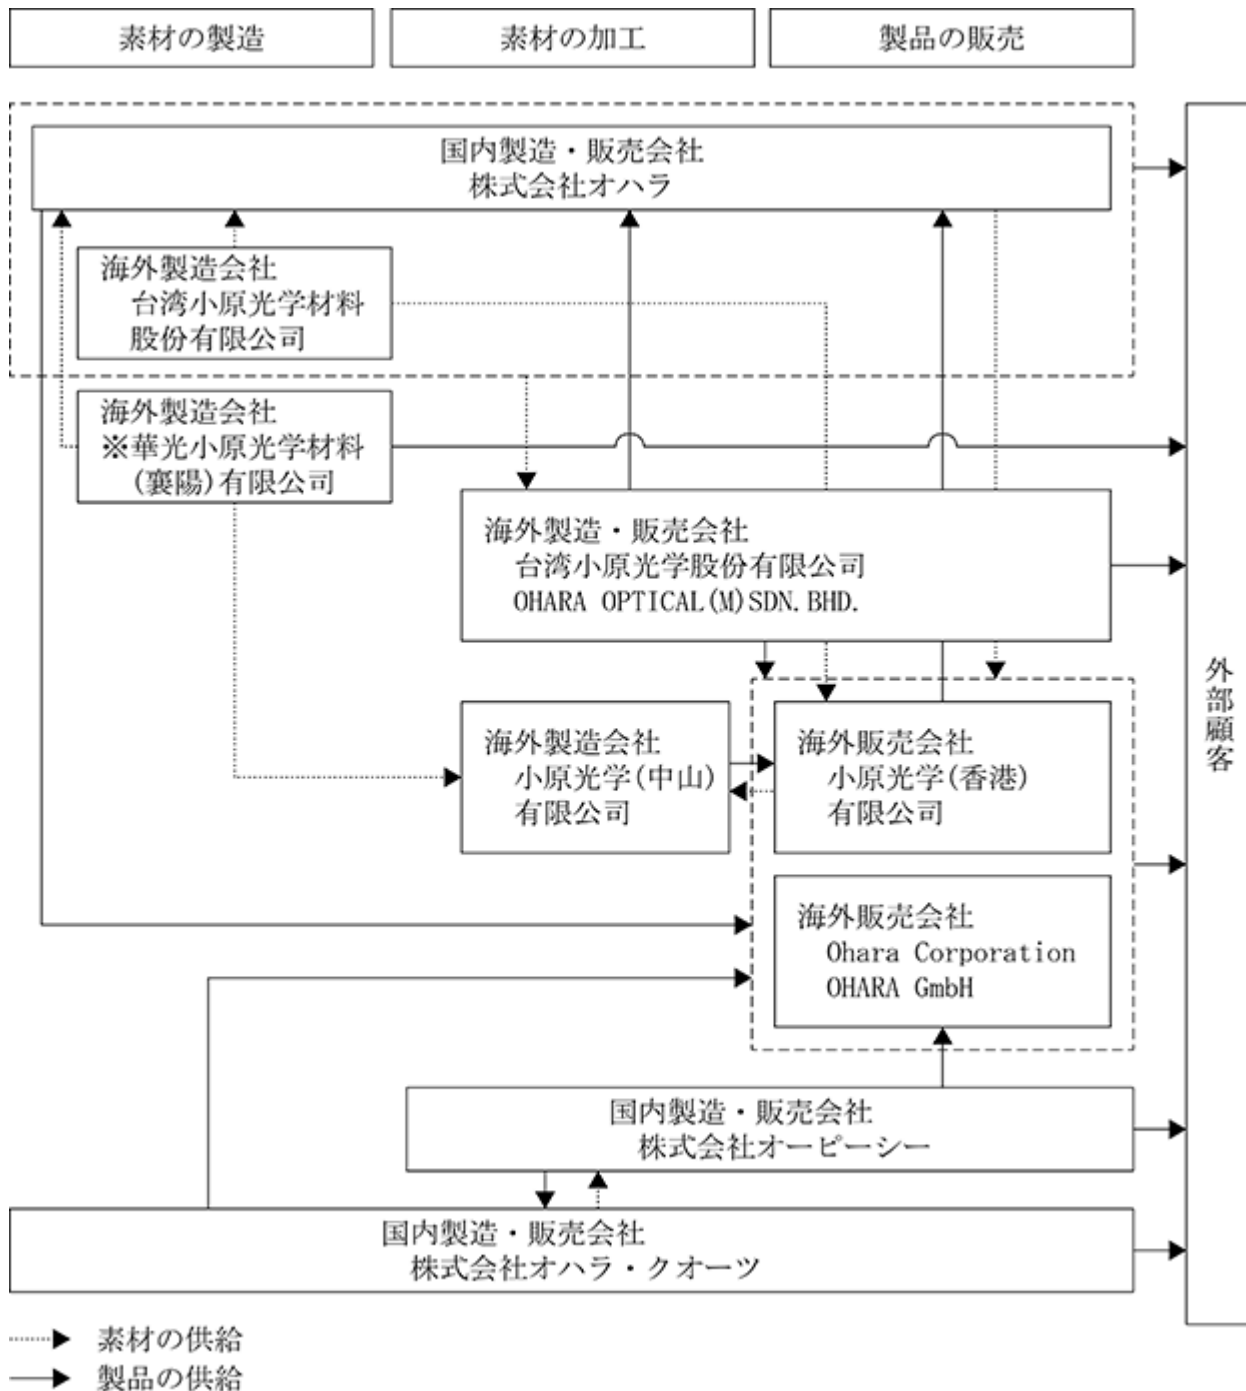 素材の製造
素材の加工
製品の販売
国内製造・販売会社
株式会社オハラ
海外製造会社
台湾小原光学材料
股份有限公司
海外製造会社
※華光小原光学材料
(襄陽)有限公司
海外製造・販売会社
台湾小原光学股份有限公司
OHARA OPTICAL(M)SDN.BHD.
海外製造会社
小原光学(中山)
有限公司
海外販売会社
小原光学(香港)
有限公司
海外販売会社
Ohara Corporation
OHARA GmbH
国内製造・販売会社
株式会社オーピーシー
国内製造・販売会社
株式会社オハラ・クオーツ
外部顧客
素材の供給
製品の供給